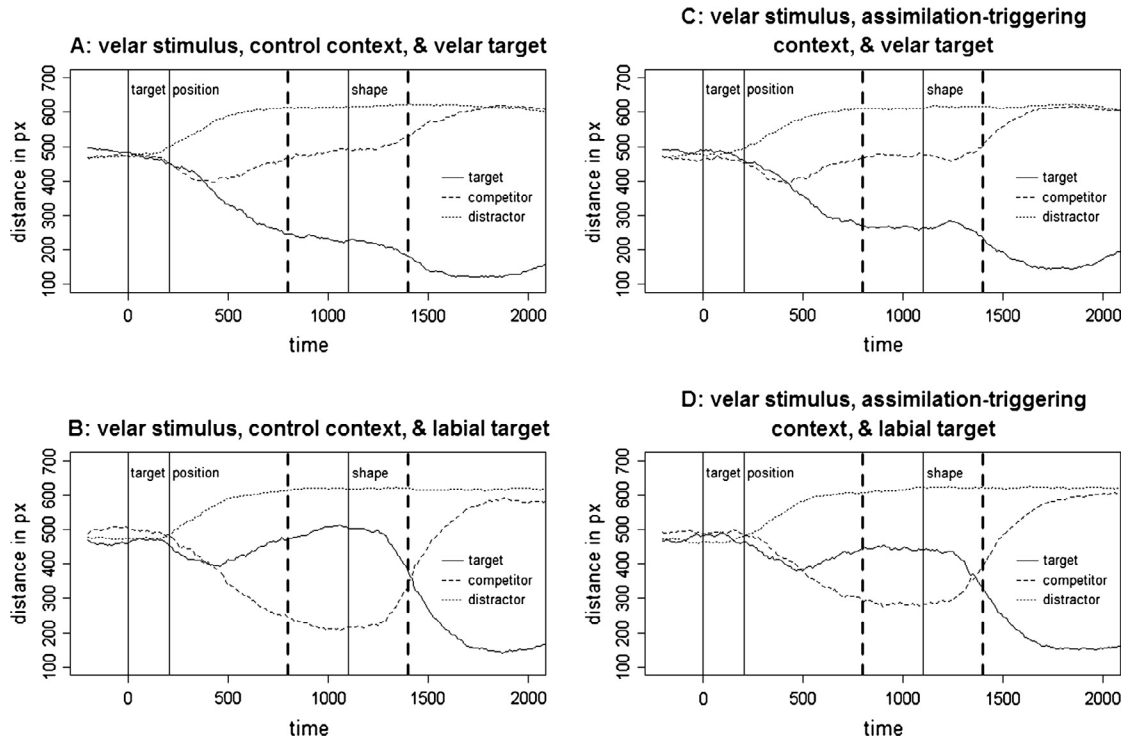 A: velar stimulus, control context, & velar target
distance in px
700
600
500
400
300
200
100
target
position
shape
target
competitor
distractor
0
500
1000
1500
2000
time
C: velar stimulus, assimilation-triggering
context, & velar target
distance in px
700
600
500
400
300
200
100
target
position
shape
target
competitor
distractor
0
500
1000
1500
2000
time
B: velar stimulus, control context, & labial target
distance in px
700
600
500
400
300
200
100
target
position
shape
target
competitor
distractor
0
500
1000
1500
2000
time
D: velar stimulus, assimilation-triggering
context, & labial target
distance in px
700
600
500
400
300
200
100
target
position
shape
target
competitor
distractor
0
500
1000
1500
2000
time